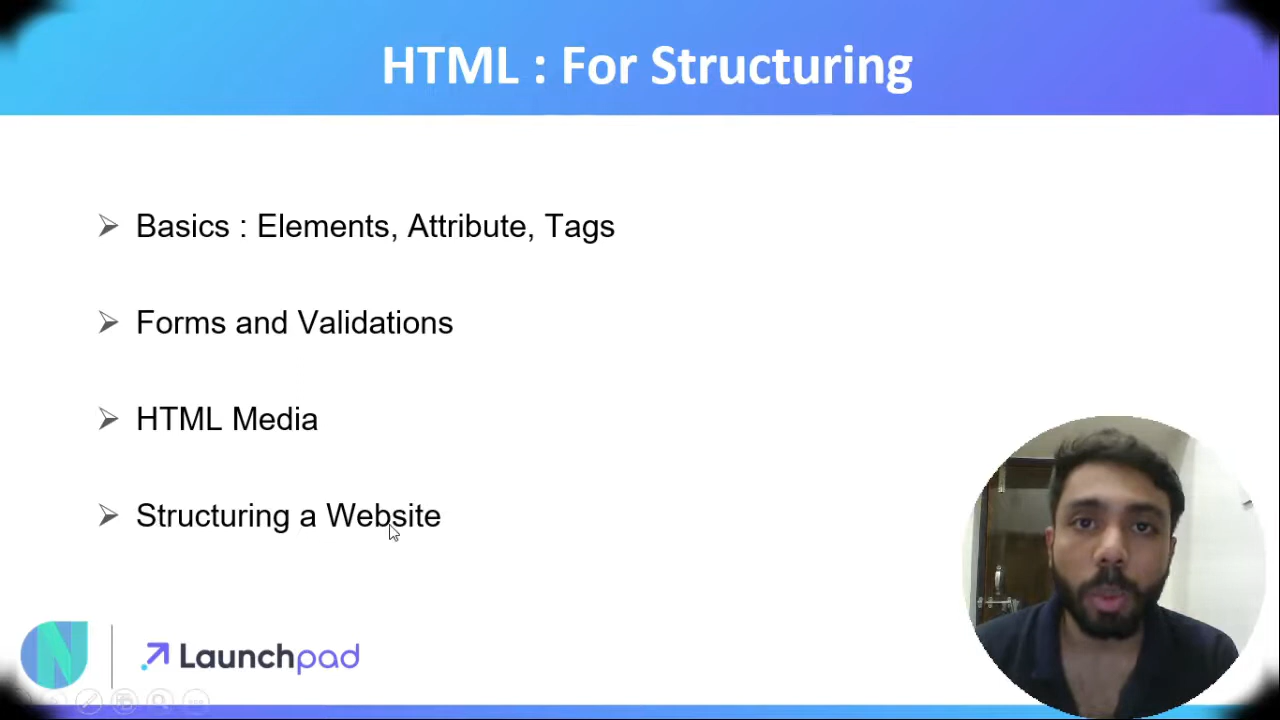 HTML : For Structuring
Basics : Elements, Attribute, Tags
Forms and Validations
HTML Media
Structuring a Website
N
Launchpad